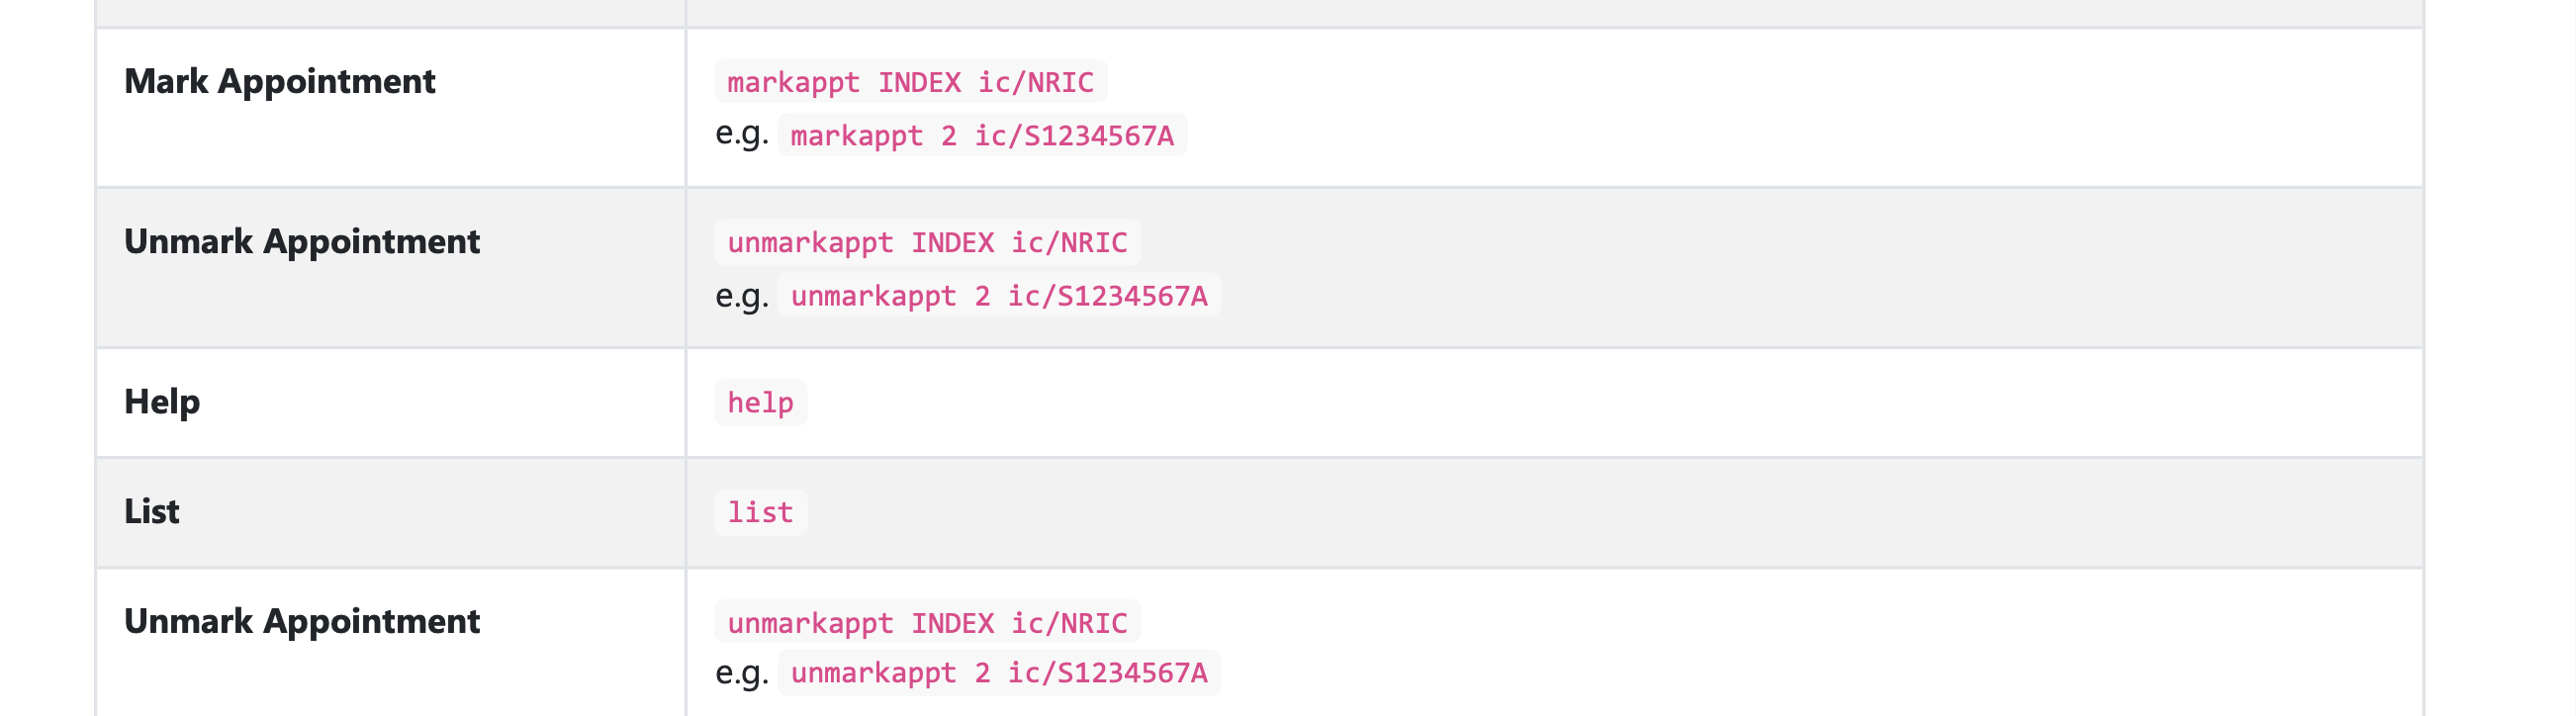 Mark Appointment
markappt INDEX ic/NRIC
e.g. markappt 2 ic/S1234567A
Unmark Appointment
unmarkappt INDEX ic/NRIC
e.g. unmarkappt 2 ic/S1234567A
Help
help
List
list
Unmark Appointment
unmarkappt INDEX ic/NRIC
e.g. unmarkappt 2 ic/S1234567A